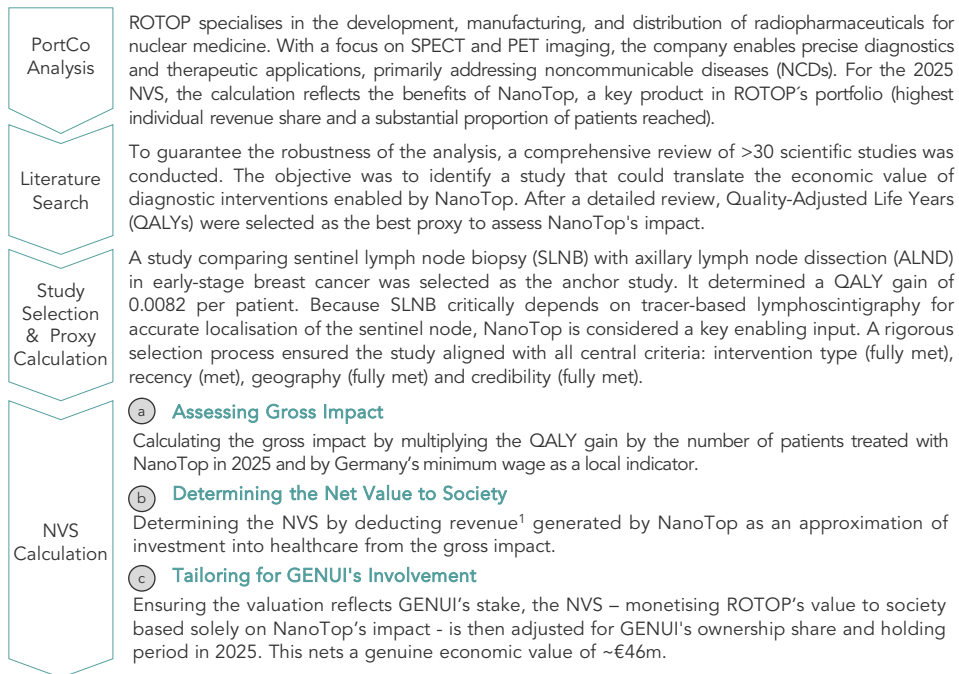 PortCo
Analysis
ROTOP specialises in the development, manufacturing, and distribution of radiopharmaceuticals for
nuclear medicine. With a focus on SPECT and PET imaging, the company enables precise diagnostics
and therapeutic applications, primarily addressing noncommunicable diseases (NCDs). For the 2025
NVS, the calculation reflects the benefits of NanoTop, a key product in ROTOP´s portfolio (highest
individual revenue share and a substantial proportion of patients reached).
Literature
Search
To guarantee the robustness of the analysis, a comprehensive review of >30 scientific studies was
conducted. The objective was to identify a study that could translate the economic value of
diagnostic interventions enabled by NanoTop. After a detailed review, Quality-Adjusted Life Years
(QALYs) were selected as the best proxy to assess NanoTop's impact.
Study
Selection
& Proxy
Calculation
A study comparing sentinel lymph node biopsy (SLNB) with axillary lymph node dissection (ALND)
in early-stage breast cancer was selected as the anchor study. It determined a QALY gain of
0.0082 per patient. Because SLNB critically depends on tracer-based lymphoscintigraphy for
accurate localisation of the sentinel node, NanoTop is considered a key enabling input. A rigorous
selection process ensured the study aligned with all central criteria: intervention type (fully met),
recency (met), geography (fully met) and credibility (fully met).
NVS
Calculation
a Assessing Gross Impact
Calculating the gross impact by multiplying the QALY gain by the number of patients treated with
NanoTop in 2025 and by Germany's minimum wage as a local indicator.
b Determining the Net Value to Society
Determining the NVS by deducting revenue¹ generated by NanoTop as an approximation of
investment into healthcare from the gross impact.
c Tailoring for GENUI's Involvement
Ensuring the valuation reflects GENUI's stake, the NVS – monetising ROTOP's value to society
based solely on NanoTop's impact - is then adjusted for GENUI's ownership share and holding
period in 2025. This nets a genuine economic value of ~€46m.